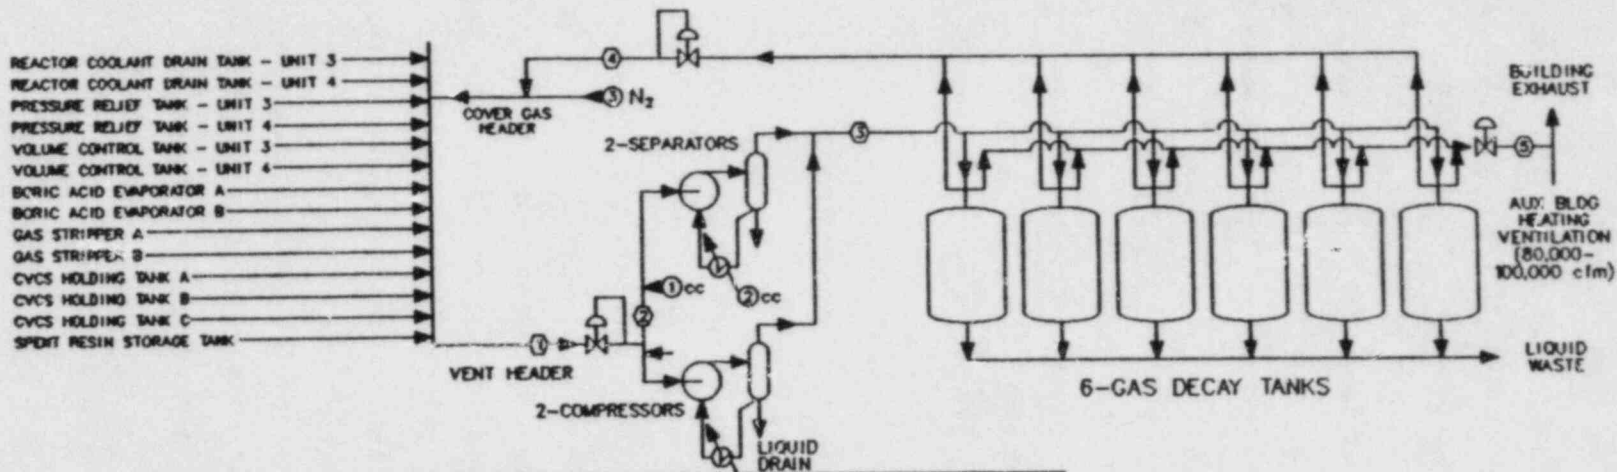 REACTOR COOLANT DRAIN TANK - UNIT 3
REACTOR COOLANT DRAIN TANK - UNIT 4
PRESSURE RELIEF TANK - UNIT 3
PRESSURE RELIEF TANK - UNIT 4
VOLUME CONTROL TANK - UNIT 3
VOLUME CONTROL TANK - UNIT 4
BORIC ACID EVAPORATOR A
BORIC ACID EVAPORATOR B
GAS STRIPPER A
GAS STRIPPER B
CVCS HOLDING TANK A
CVCS HOLDING TANK B
CVCS HOLDING TANK C
SPENT RESIN STORAGE TANK
4
3 N2
COVER GAS
HEADER
2-SEPARATORS
3
1 cc
2 cc
2
1
VENT HEADER
2-COMPRESSORS
LIQUID
DRAIN
BUILDING
EXHAUST
5
AUX BLDG
HEATING
VENTILATION
(80,000-
100,000 cfm)
LIQUID
WASTE
6-GAS DECAY TANKS